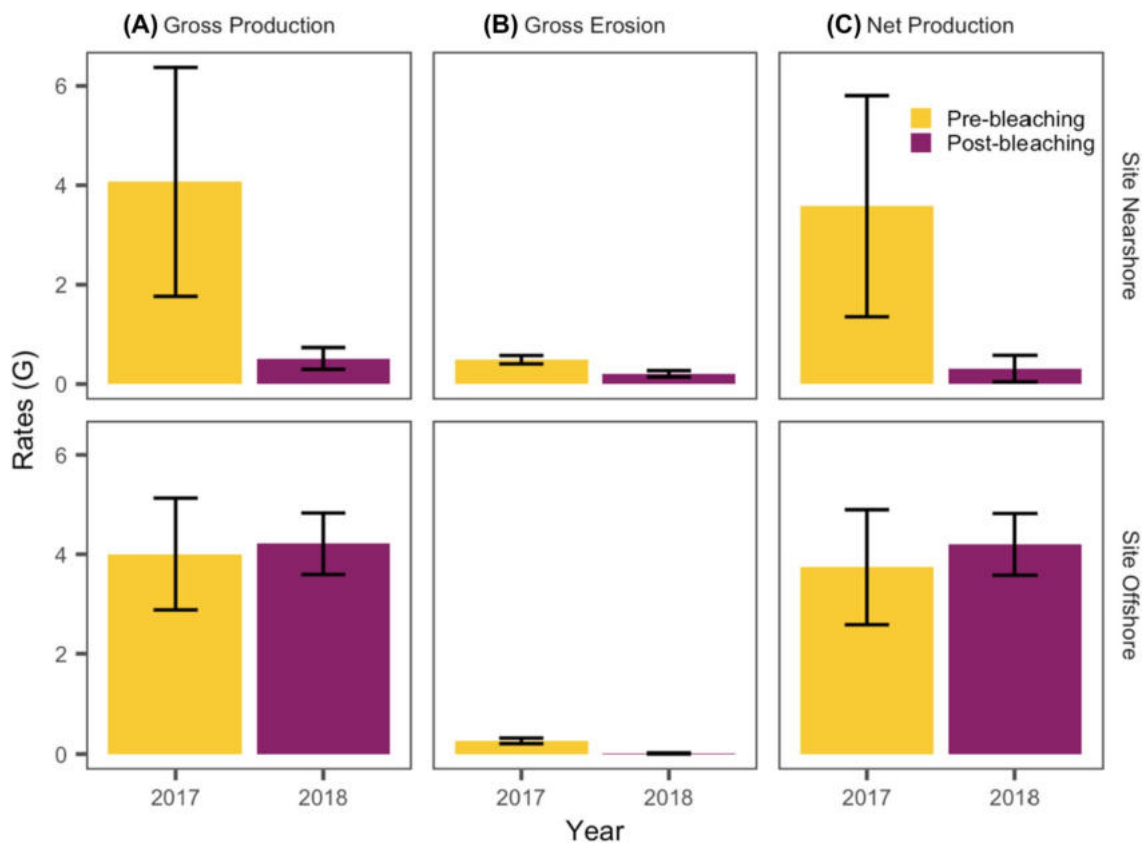 (A) Gross Production
(B) Gross Erosion
(C) Net Production
6
4
2
0
Pre-bleaching
Post-bleaching
Site Nearshore
Rates (G)
6
4
2
0
Site Offshore
2017 2018
2017 2018
2017 2018
Year